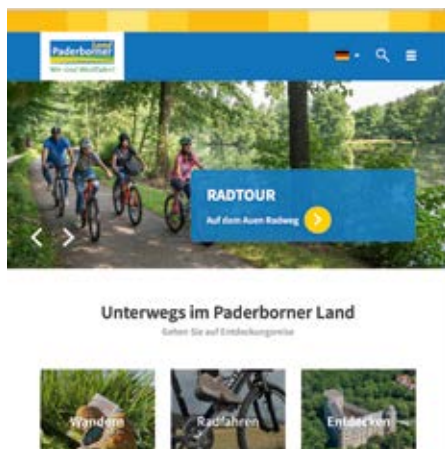 Paderborner Land
Wir sind Westfalen!
RADTOUR
Auf dem Auen Radweg
Unterwegs im Paderborner Land
Gehen Sie auf Entdeckungsreise
Wandern Radfahren Entdecken